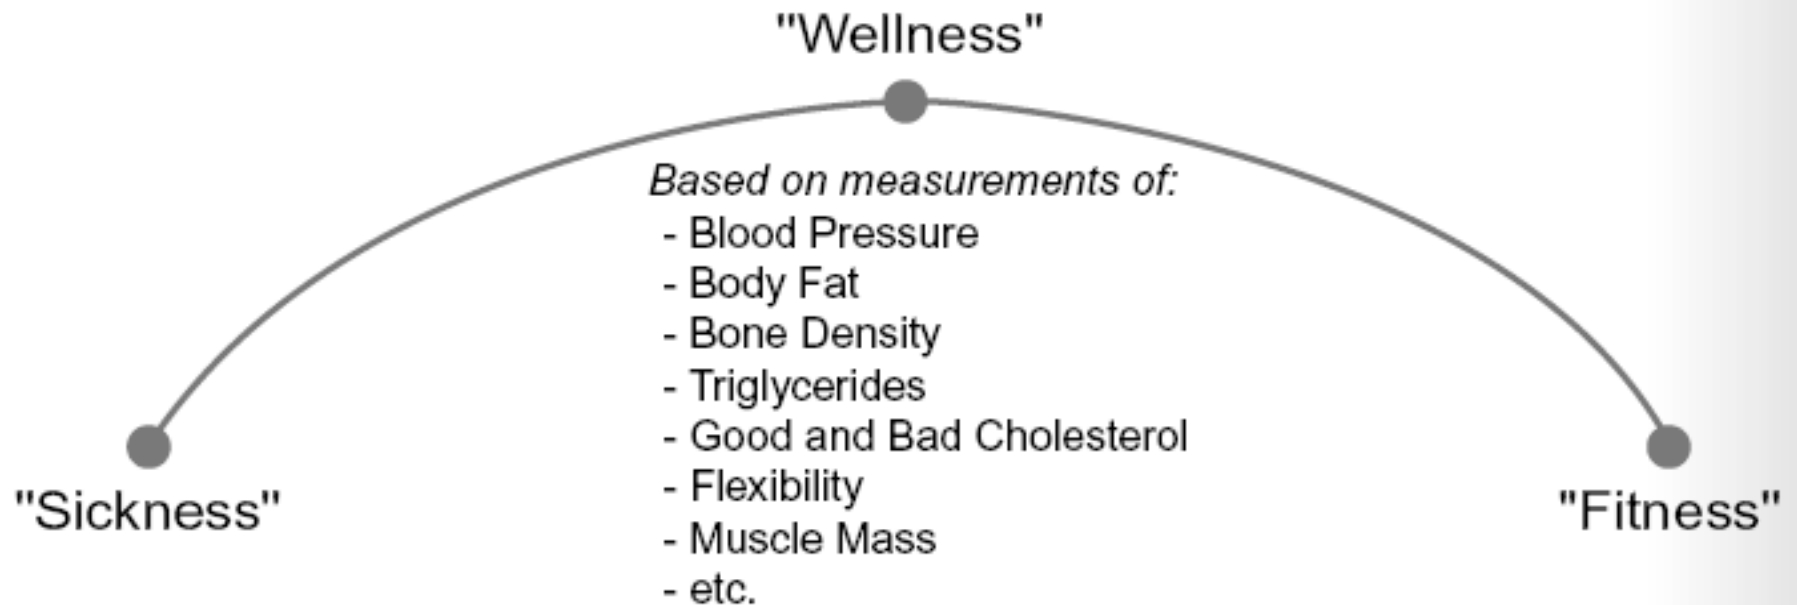 "Wellness"
Based on measurements of:
- Blood Pressure
- Body Fat
- Bone Density
- Triglycerides
- Good and Bad Cholesterol
- Flexibility
- Muscle Mass
- etc.
"Sickness"
"Fitness"